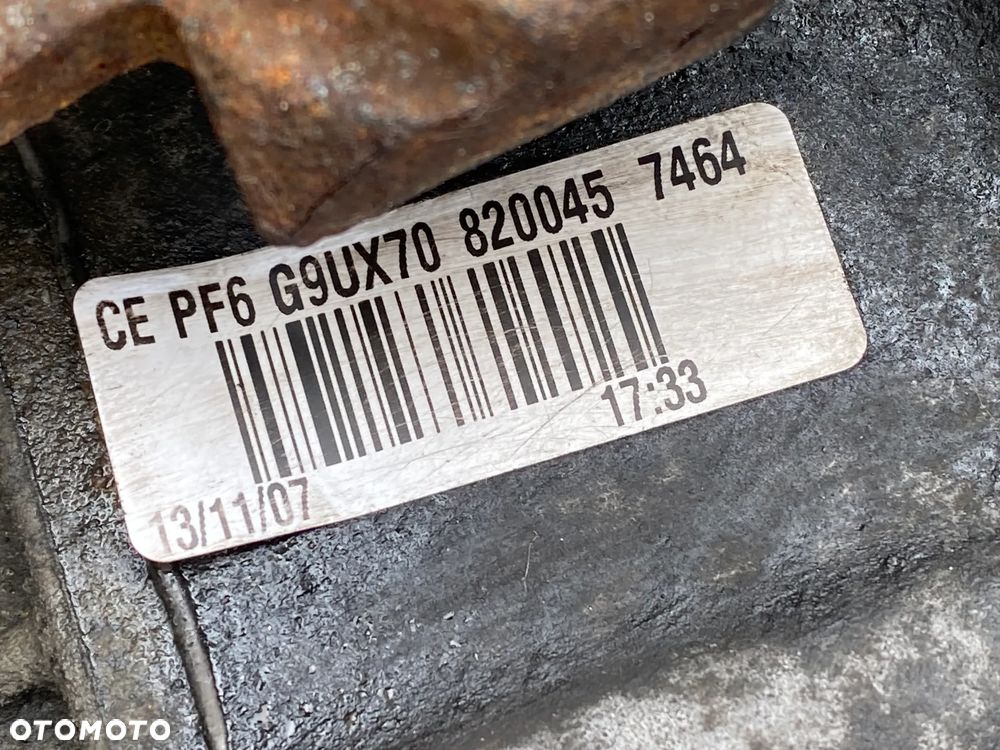 CE PF6 G9UX70 820045 7464
17:33
13/11/07
OTOMOTO